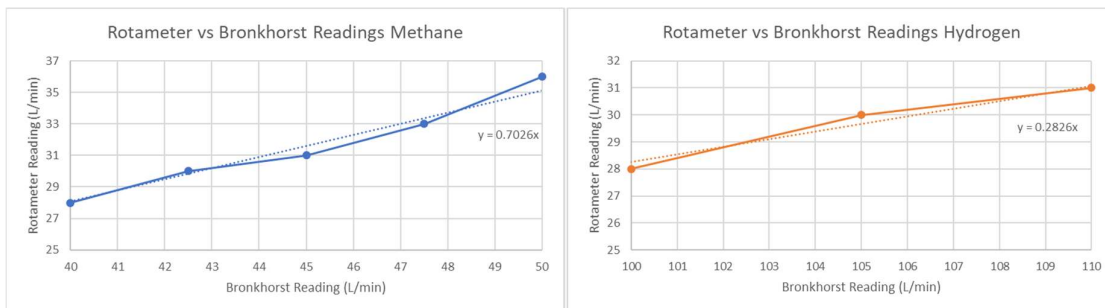 Rotameter vs Bronkhorst Readings Methane
37
35
33
31
29
27
25
40 41 42 43 44 45 46 47 48 49 50
Rotameter Reading (L/min)
Bronkhorst Reading (L/min)
y = 0.7026x
Rotameter vs Bronkhorst Readings Hydrogen
32
31
30
29
28
27
26
25
100 101 102 103 104 105 106 107 108 109 110
Rotameter Reading (L/min)
Bronkhorst Reading (L/min)
y = 0.2826x